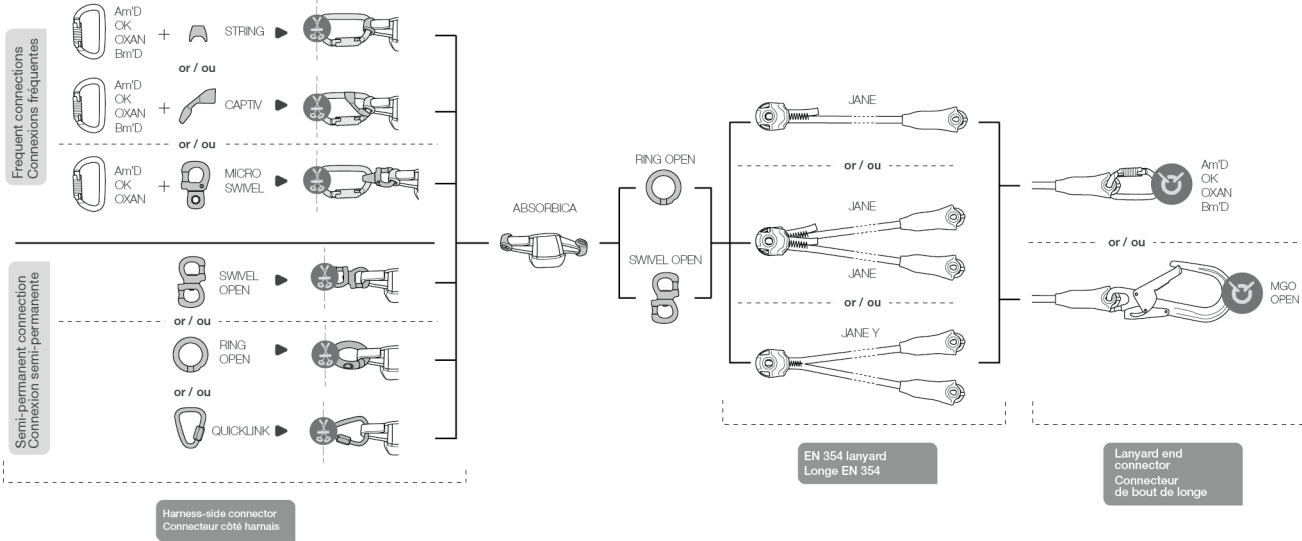 Frequent connections
Connexions fréquentes
Am'D
OK
OXAN
Bm'D
+
STRING
or / ou
Am'D
OK
OXAN
Bm'D
+
CAPTIV
or / ou
Am'D
OK
OXAN
+
MICRO
SWIVEL
Semi-permanent connection
Connexion semi-permanente
SWIVEL
OPEN
or / ou
RING
OPEN
or / ou
QUICKLINK
Harness-side connector
Connecteur côté harnais
ABSORBICA
RING OPEN
SWIVEL OPEN
JANE
or / ou
JANE
JANE
or / ou
JANE Y
EN 354 lanyard
Longe EN 354
Am'D
OK
OXAN
Bm'D
or / ou
MGO
OPEN
Lanyard end
connector
Connecteur
de bout de longe